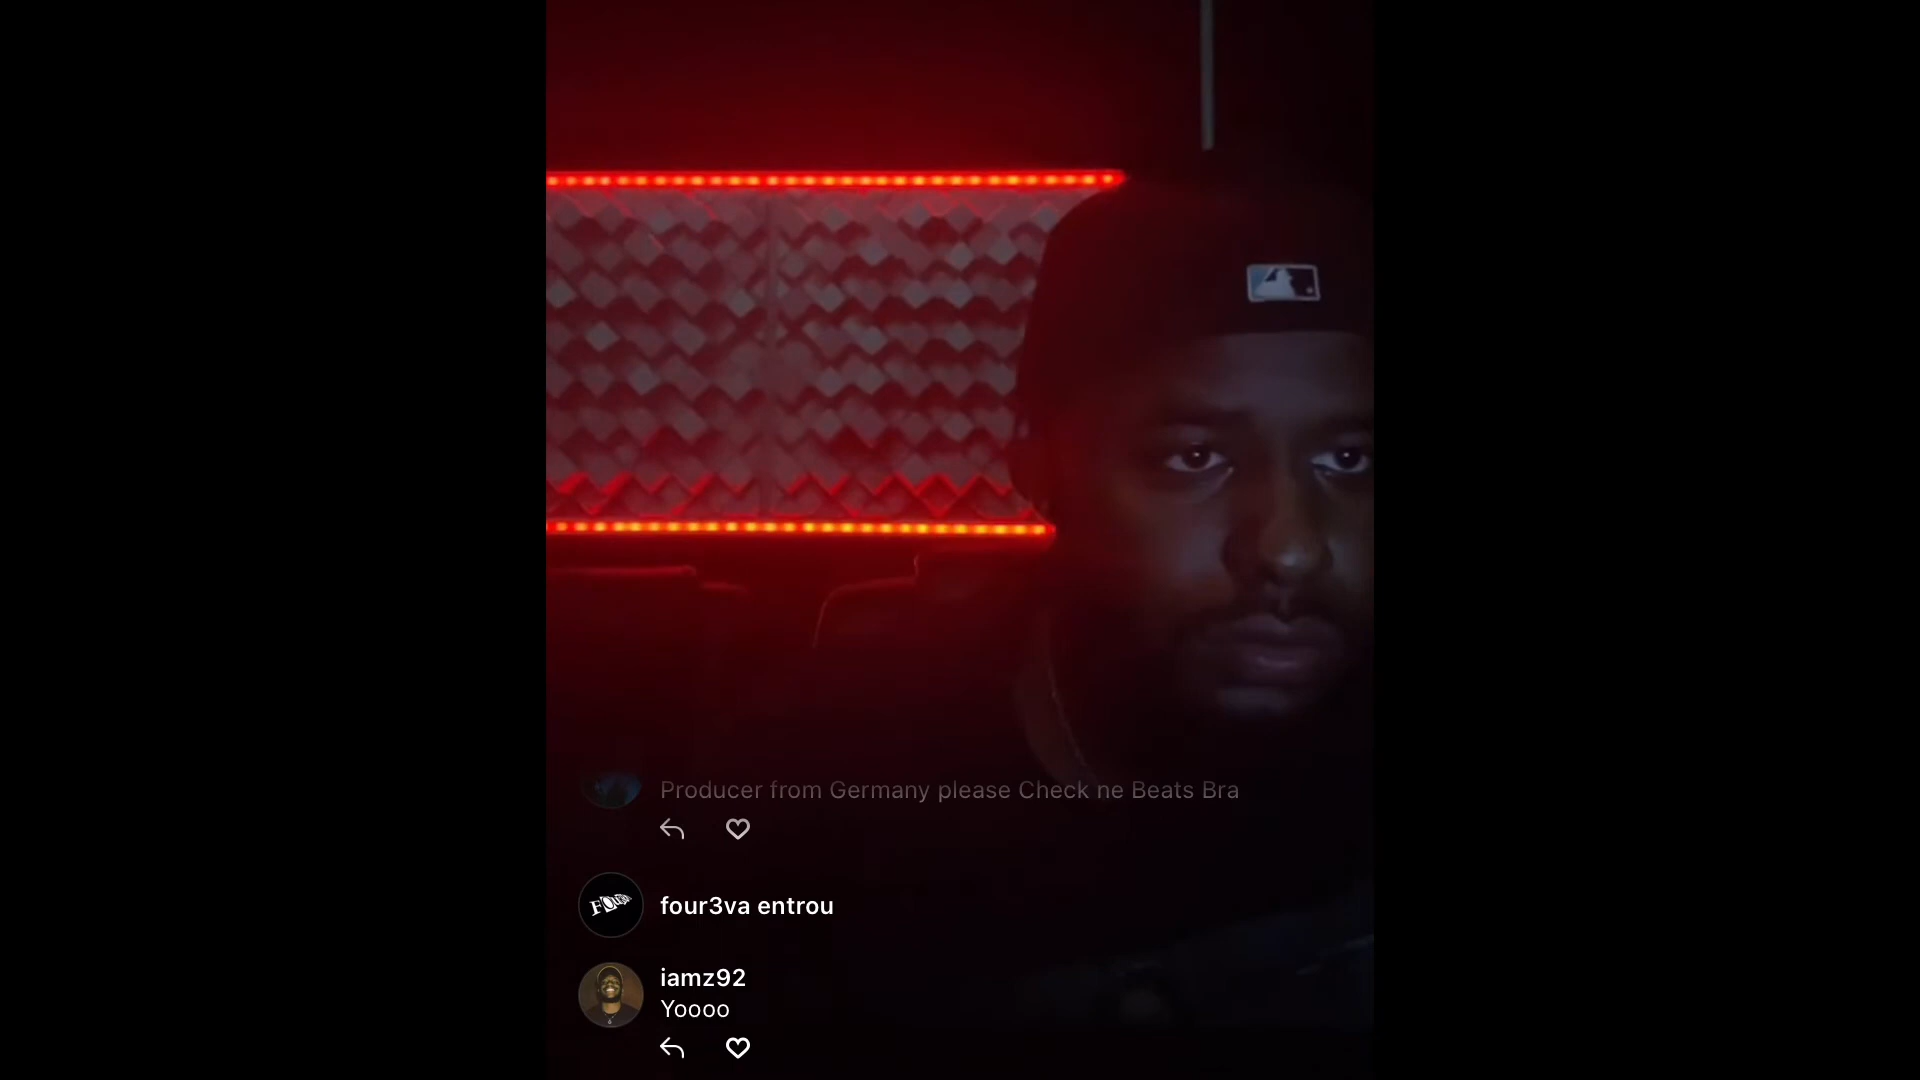 Producer from Germany please Check ne Beats Bra
four3va entrou
iamz92
Yoooo